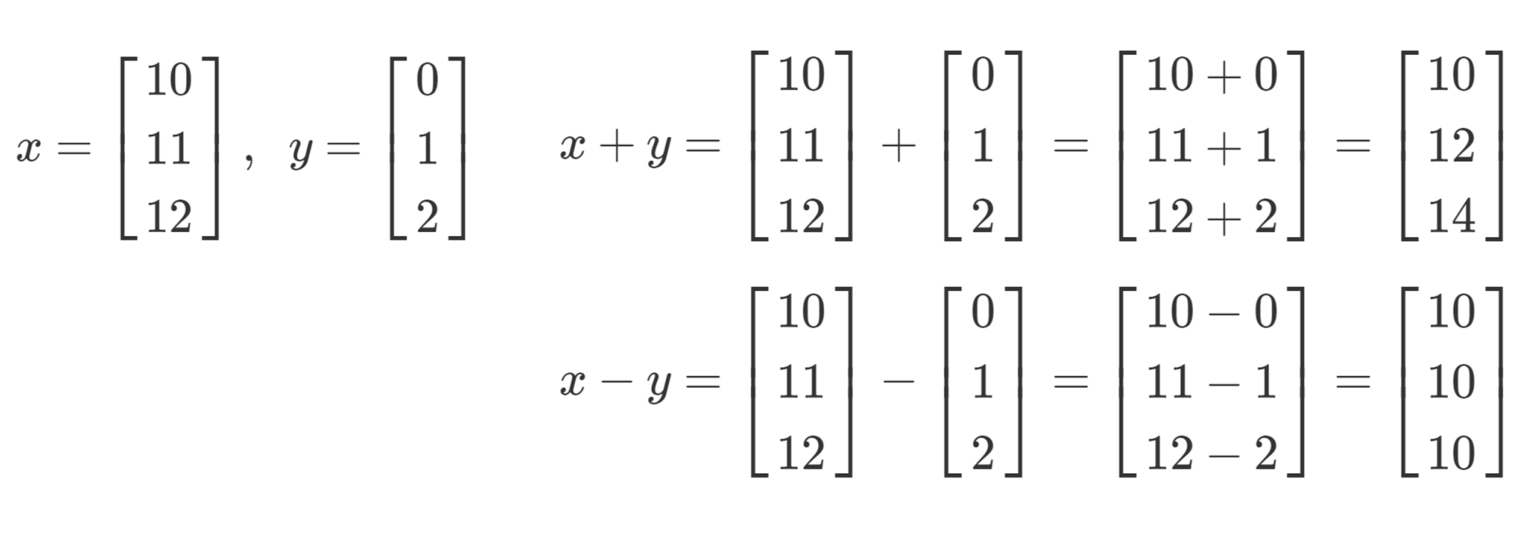 x = [10 11 12], y = [0 1 2]
x + y = [10 11 12] + [0 1 2] = [10 + 0 11 + 1 12 + 2] = [10 12 14]
x − y = [10 11 12] − [0 1 2] = [10 − 0 11 − 1 12 − 2] = [10 10 10]